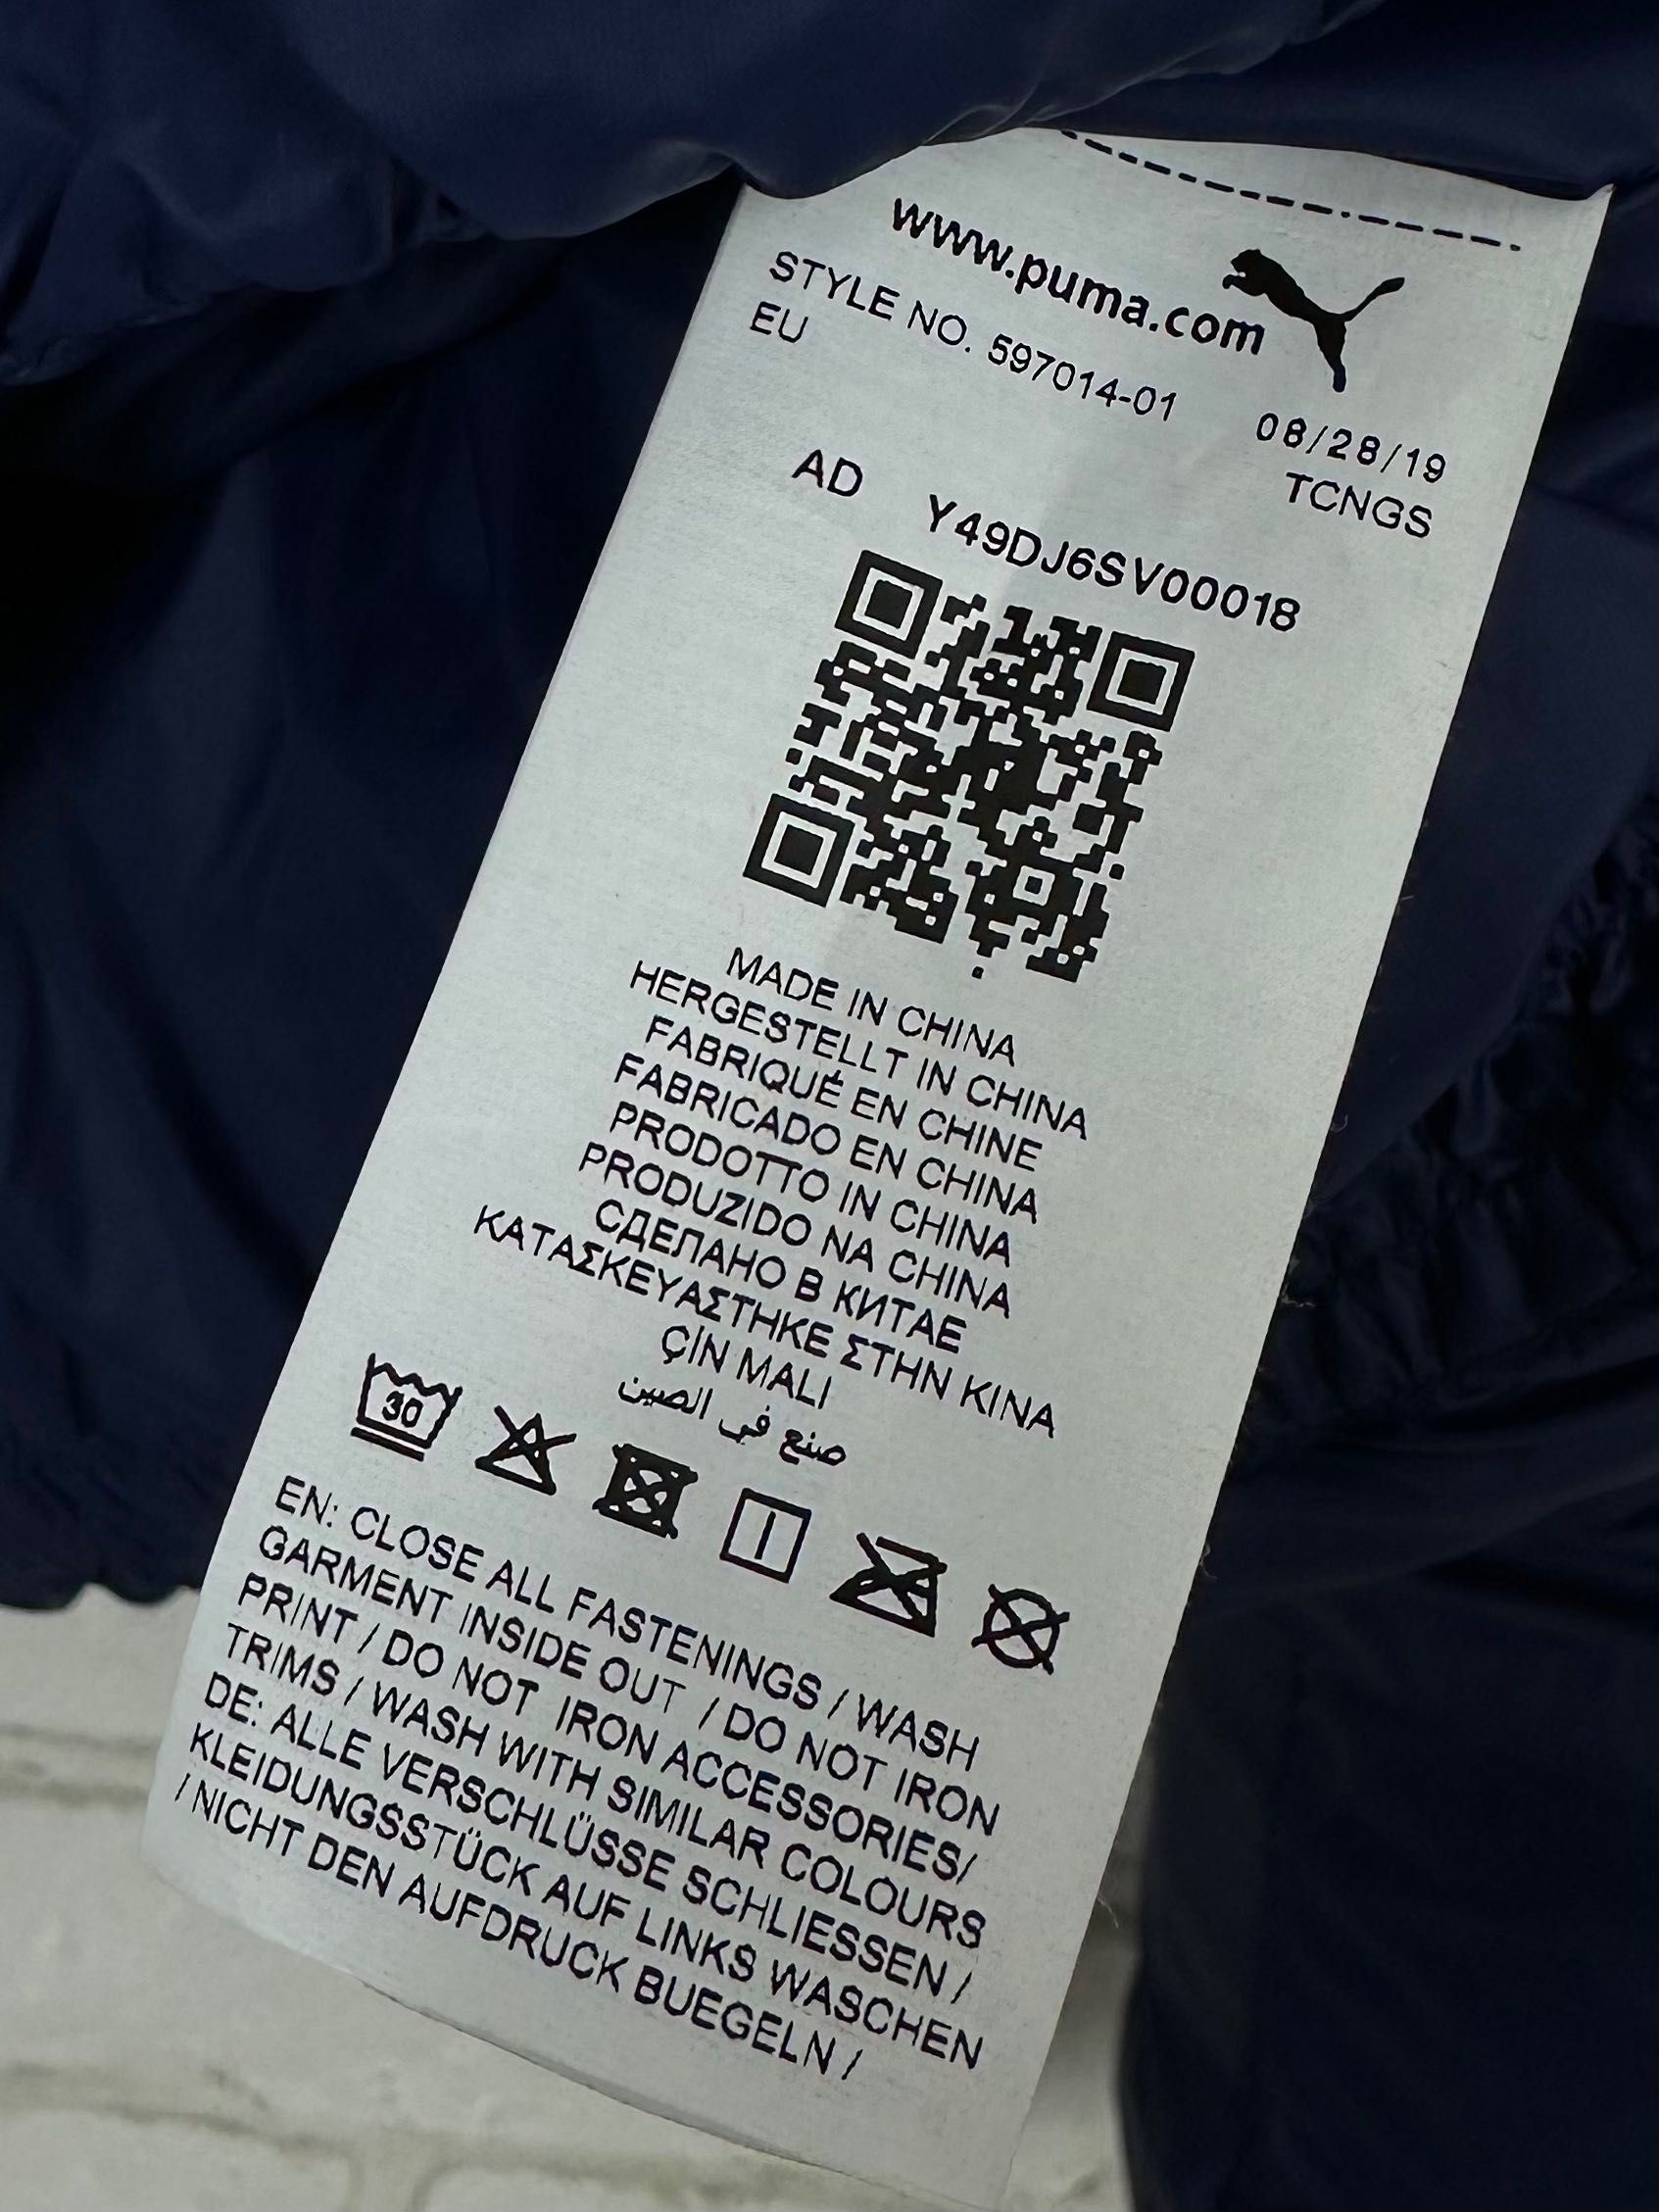 www.puma.com
STYLE NO. 597014-01 08/28/19
EU TCNGS
AD Y49DJ6SV00018
MADE IN CHINA
HERGESTELLT IN CHINA
FABRIQUÉ EN CHINE
FABRICADO EN CHINA
PRODOTTO IN CHINA
PRODUZIDO NA CHINA
СДЕЛАНО В КИТАЕ
ΚΑΤΑΣΚΕΥΑΣΤΗΚΕ ΣΤΗΝ ΚΙΝΑ
ÇİN MALI
صنع في الصين
30
EN: CLOSE ALL FASTENINGS / WASH
GARMENT INSIDE OUT / DO NOT IRON
PRINT / DO NOT IRON ACCESSORIES/
TRIMS / WASH WITH SIMILAR COLOURS
DE: ALLE VERSCHLÜSSE SCHLIESSEN /
KLEIDUNGSSTÜCK AUF LINKS WASCHEN
/ NICHT DEN AUFDRUCK BUEGELN /